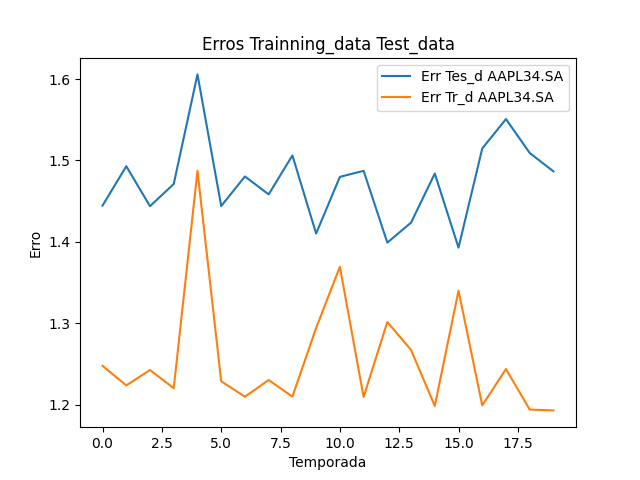 Erros Trainning_data Test_data
Err Tes_d AAPL34.SA
Err Tr_d AAPL34.SA
1.6
1.5
1.4
1.3
1.2
Erro
0.0 2.5 5.0 7.5 10.0 12.5 15.0 17.5
Temporada